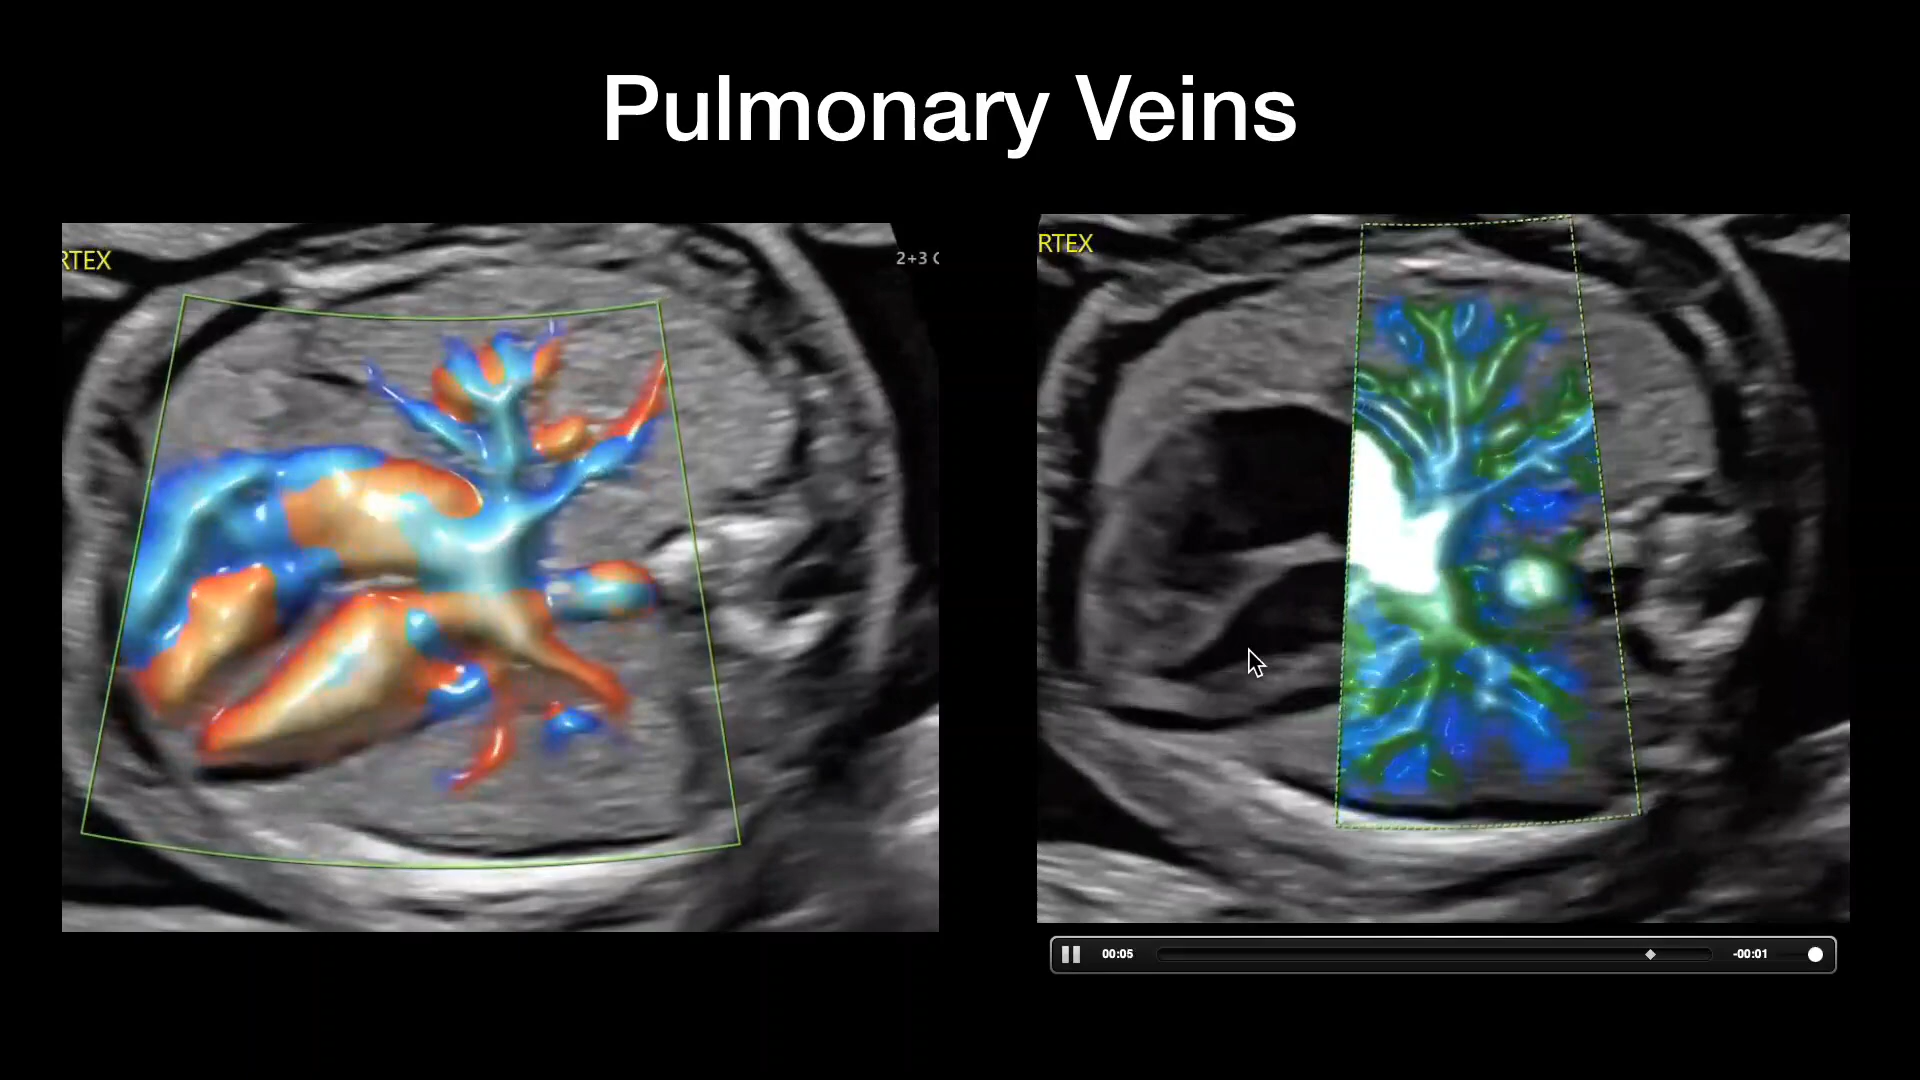 Pulmonary Veins
RTEX
2+3
RTEX
00:05
-00:01